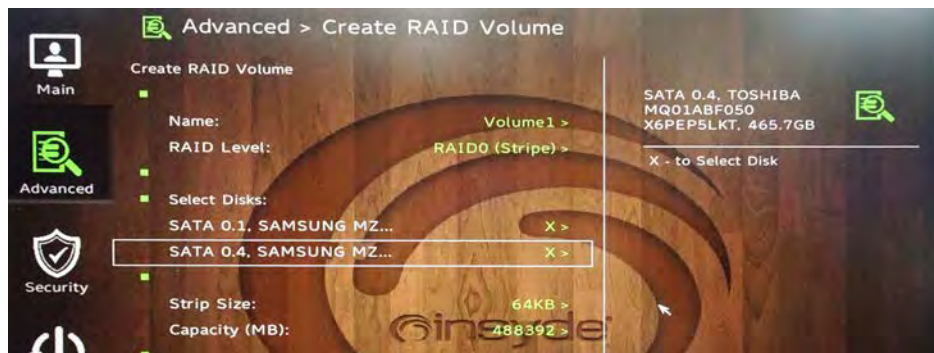 Advanced > Create RAID Volume
Main
Advanced
Security
Create RAID Volume
Name: Volume1 >
RAID Level: RAID0 (Stripe) >
Select Disks:
SATA 0.1, SAMSUNG MZ... X >
SATA 0.4, SAMSUNG MZ... X >
Strip Size: 64KB >
Capacity (MB): 488392 >
insyde
SATA 0.4, TOSHIBA
MQ01ABF050
X6PEP5LKT, 465.7GB
X - to Select Disk